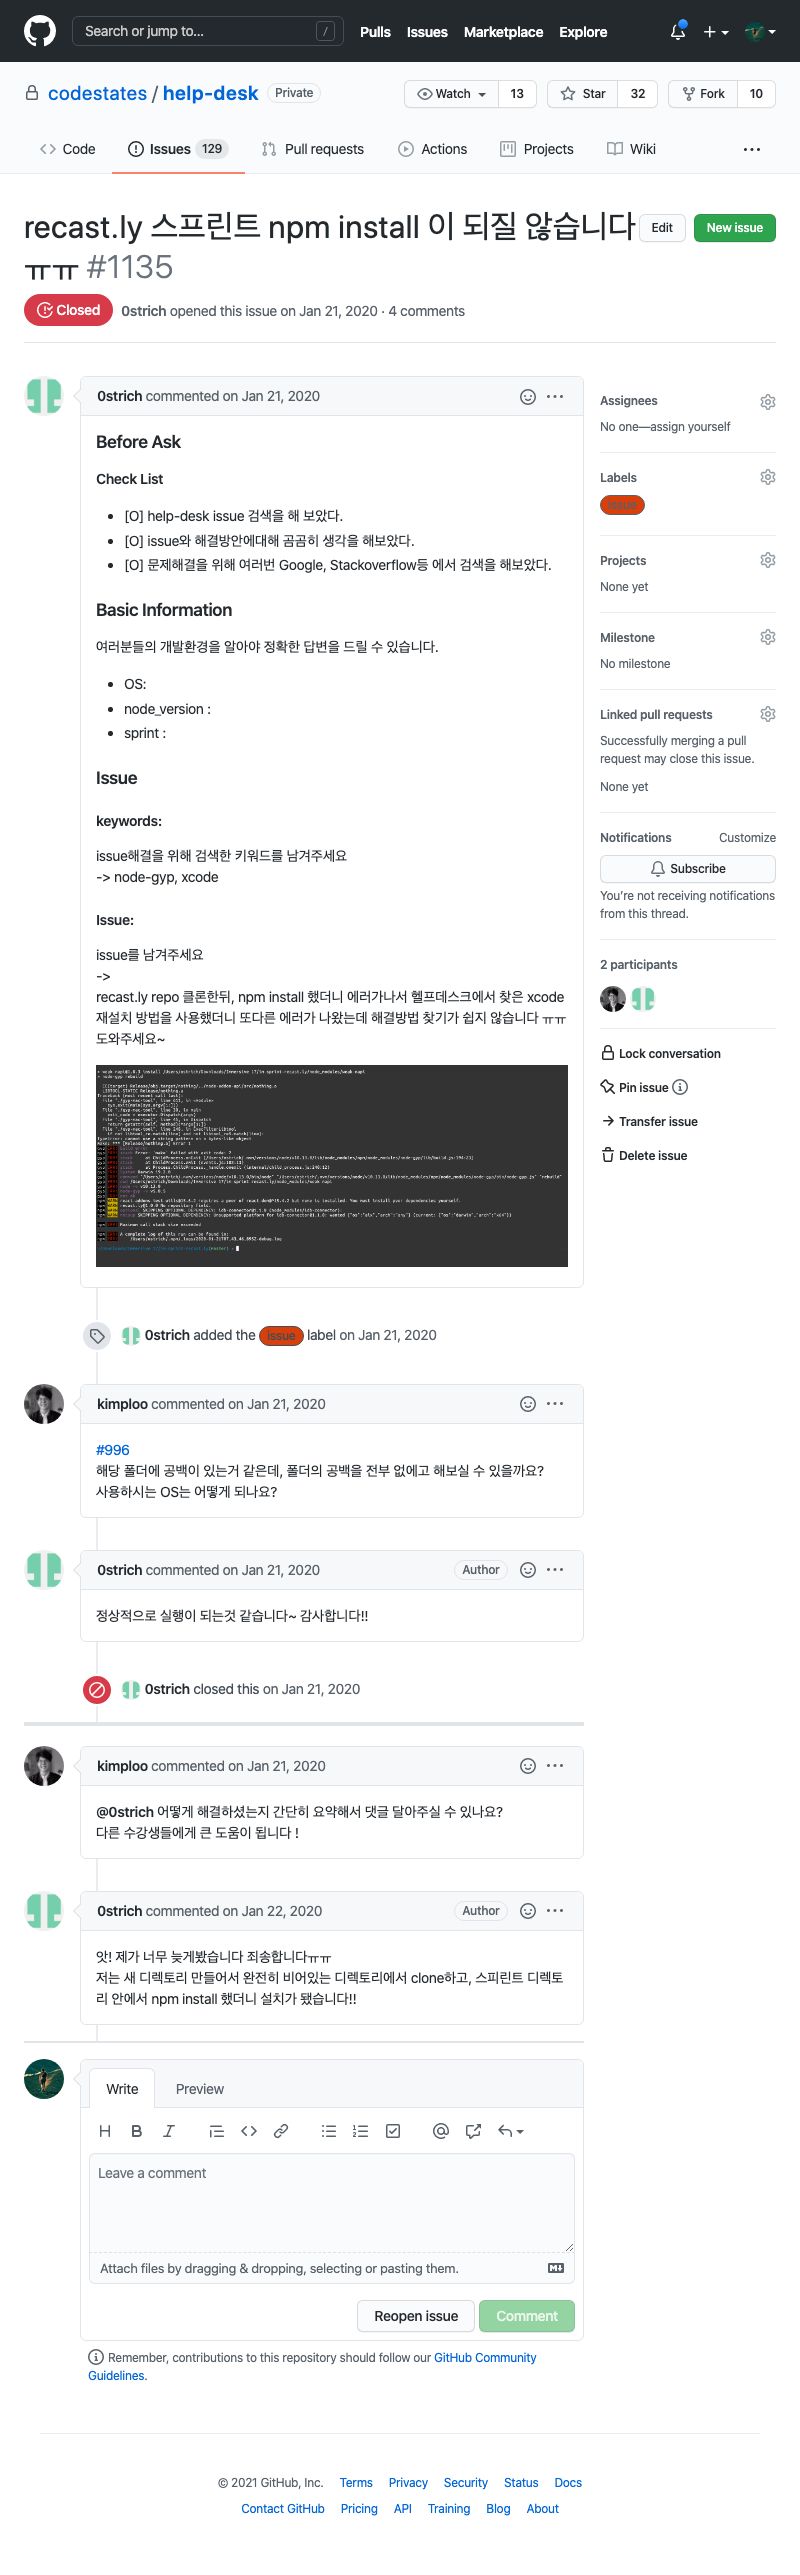 Search or jump to...
/
Pulls
Issues
Marketplace
Explore
codestates / help-desk
Private
Watch
13
Star
32
Fork
10
Code
Issues
129
Pull requests
Actions
Projects
Wiki
recast.ly 스프린트 npm install 이 되질 않습니다
ㅠㅠ #1135
Edit
New issue
Closed
0strich opened this issue on Jan 21, 2020 · 4 comments
0strich commented on Jan 21, 2020
Before Ask
Check List
[O] help-desk issue 검색을 해 보았다.
[O] issue와 해결방안에대해 곰곰히 생각을 해보았다.
[O] 문제해결을 위해 여러번 Google, Stackoverflow등 에서 검색을 해보았다.
Basic Information
여러분들의 개발환경을 알아야 정확한 답변을 드릴 수 있습니다.
OS:
node_version :
sprint :
Issue
keywords:
issue해결을 위해 검색한 키워드를 남겨주세요
-> node-gyp, xcode
Issue:
issue를 남겨주세요
->
recast.ly repo 클론한뒤, npm install 했더니 에러가나서 헬프데스크에서 찾은 xcode
재설치 방법을 사용했더니 또다른 에러가 나왔는데 해결방법 찾기가 쉽지 않습니다 ㅠㅠ
도와주세요~
Assignees
No one—assign yourself
Labels
issue
Projects
None yet
Milestone
No milestone
Linked pull requests
Successfully merging a pull
request may close this issue.
None yet
Notifications
Customize
Subscribe
You're not receiving notifications
from this thread.
2 participants
Lock conversation
Pin issue
Transfer issue
Delete issue
0strich added the issue label on Jan 21, 2020
kimploo commented on Jan 21, 2020
#996
해당 폴더에 공백이 있는거 같은데, 폴더의 공백을 전부 없에고 해보실 수 있을까요?
사용하시는 OS는 어떻게 되나요?
0strich commented on Jan 21, 2020
Author
정상적으로 실행이 되는것 같습니다~ 감사합니다!!
0strich closed this on Jan 21, 2020
kimploo commented on Jan 21, 2020
@0strich 어떻게 해결하셨는지 간단히 요약해서 댓글 달아주실 수 있나요?
다른 수강생들에게 큰 도움이 됩니다 !
0strich commented on Jan 22, 2020
Author
앗! 제가 너무 늦게봤습니다 죄송합니다ㅠㅠ
저는 새 디렉토리 만들어서 완전히 비어있는 디렉토리에서 clone하고, 스피린트 디렉토
리 안에서 npm install 했더니 설치가 됐습니다!!
Write
Preview
Leave a comment
Attach files by dragging & dropping, selecting or pasting them.
Reopen issue
Comment
Remember, contributions to this repository should follow our GitHub Community
Guidelines.
© 2021 GitHub, Inc.
Terms
Privacy
Security
Status
Docs
Contact GitHub
Pricing
API
Training
Blog
About